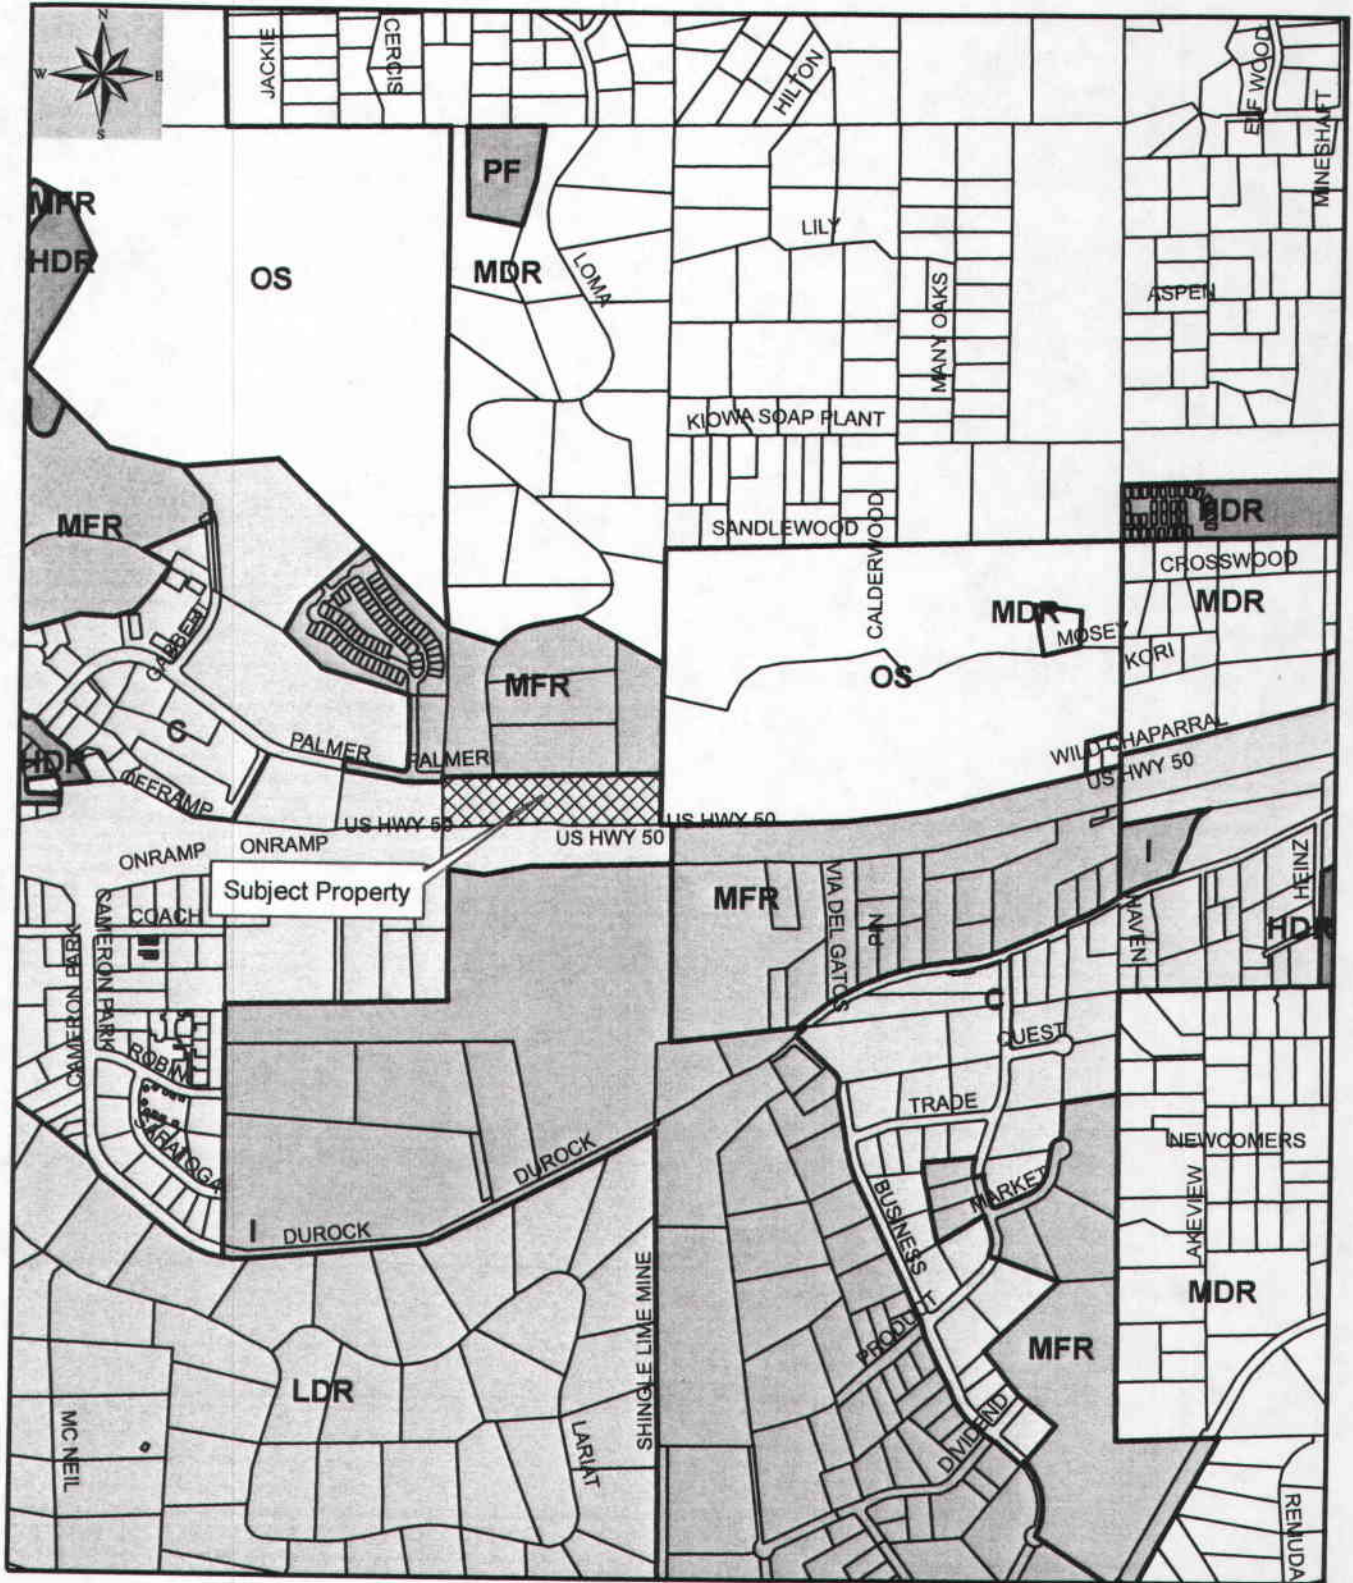 N
W
E
S
JACKIE
CERCIS
HILTON
ELF WOOD
MINESHAFT
PF
MFR
HDR
OS
MDR
LOMA
LILY
MANY OAKS
ASPEN
KIOWA SOAP PLANT
MFR
SANDLEWOOD
CALDERWOOD
HDR
CROSSWOOD
GABBERT
MDR
MDR
MOSEY
KORI
MFR
OS
C
PALMER
PALMER
WILD CHAPARRAL
US HWY 50
HDR
OFFRAMP
US HWY 50
US HWY 50
US HWY 50
ONRAMP
ONRAMP
Subject Property
I
HEINZ
MFR
VIA DEL GATOS
PIN
HAVEN
HDR
COACH
CAMERON PARK
CAMERON PARK
C
QUEST
ROBIN
TRADE
SARATOGA
DUROCK
NEWCOMERS
MARKET
BUSINESS
LAKEVIEW
I
DUROCK
SHINGLE LIME MINE
MDR
PRODUCT
MFR
LDR
MC NEIL
LARIAT
DIVIDEND
REMUDA